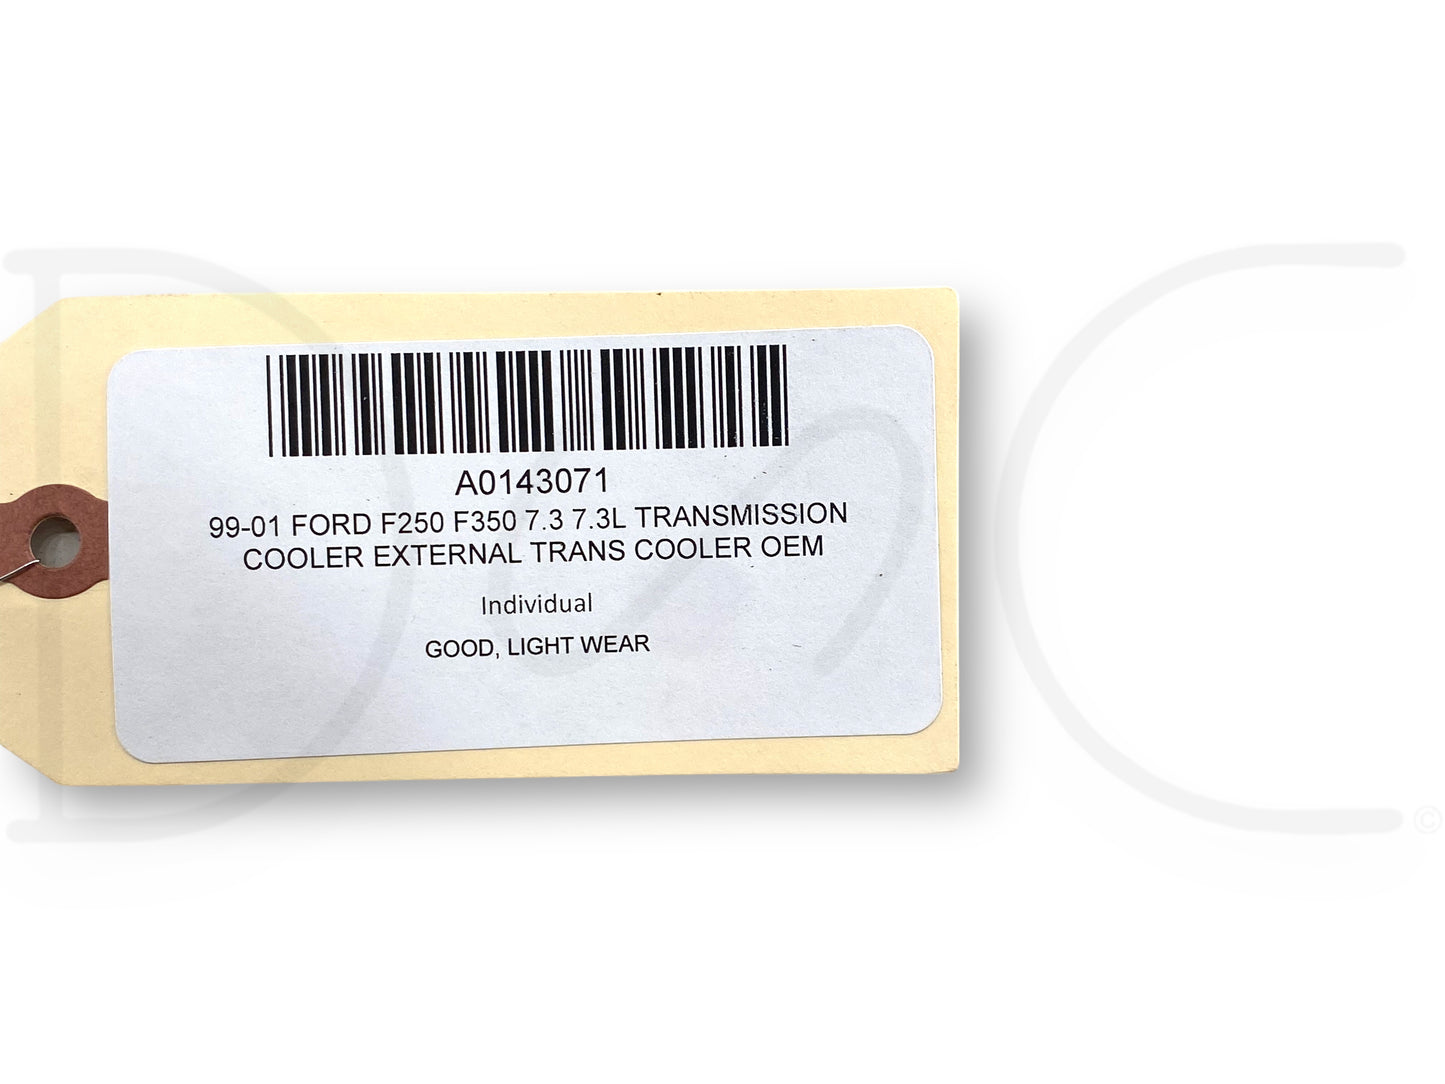 A0143071
99-01 FORD F250 F350 7.3 7.3L TRANSMISSION
COOLER EXTERNAL TRANS COOLER OEM
Individual
GOOD, LIGHT WEAR
D C
©